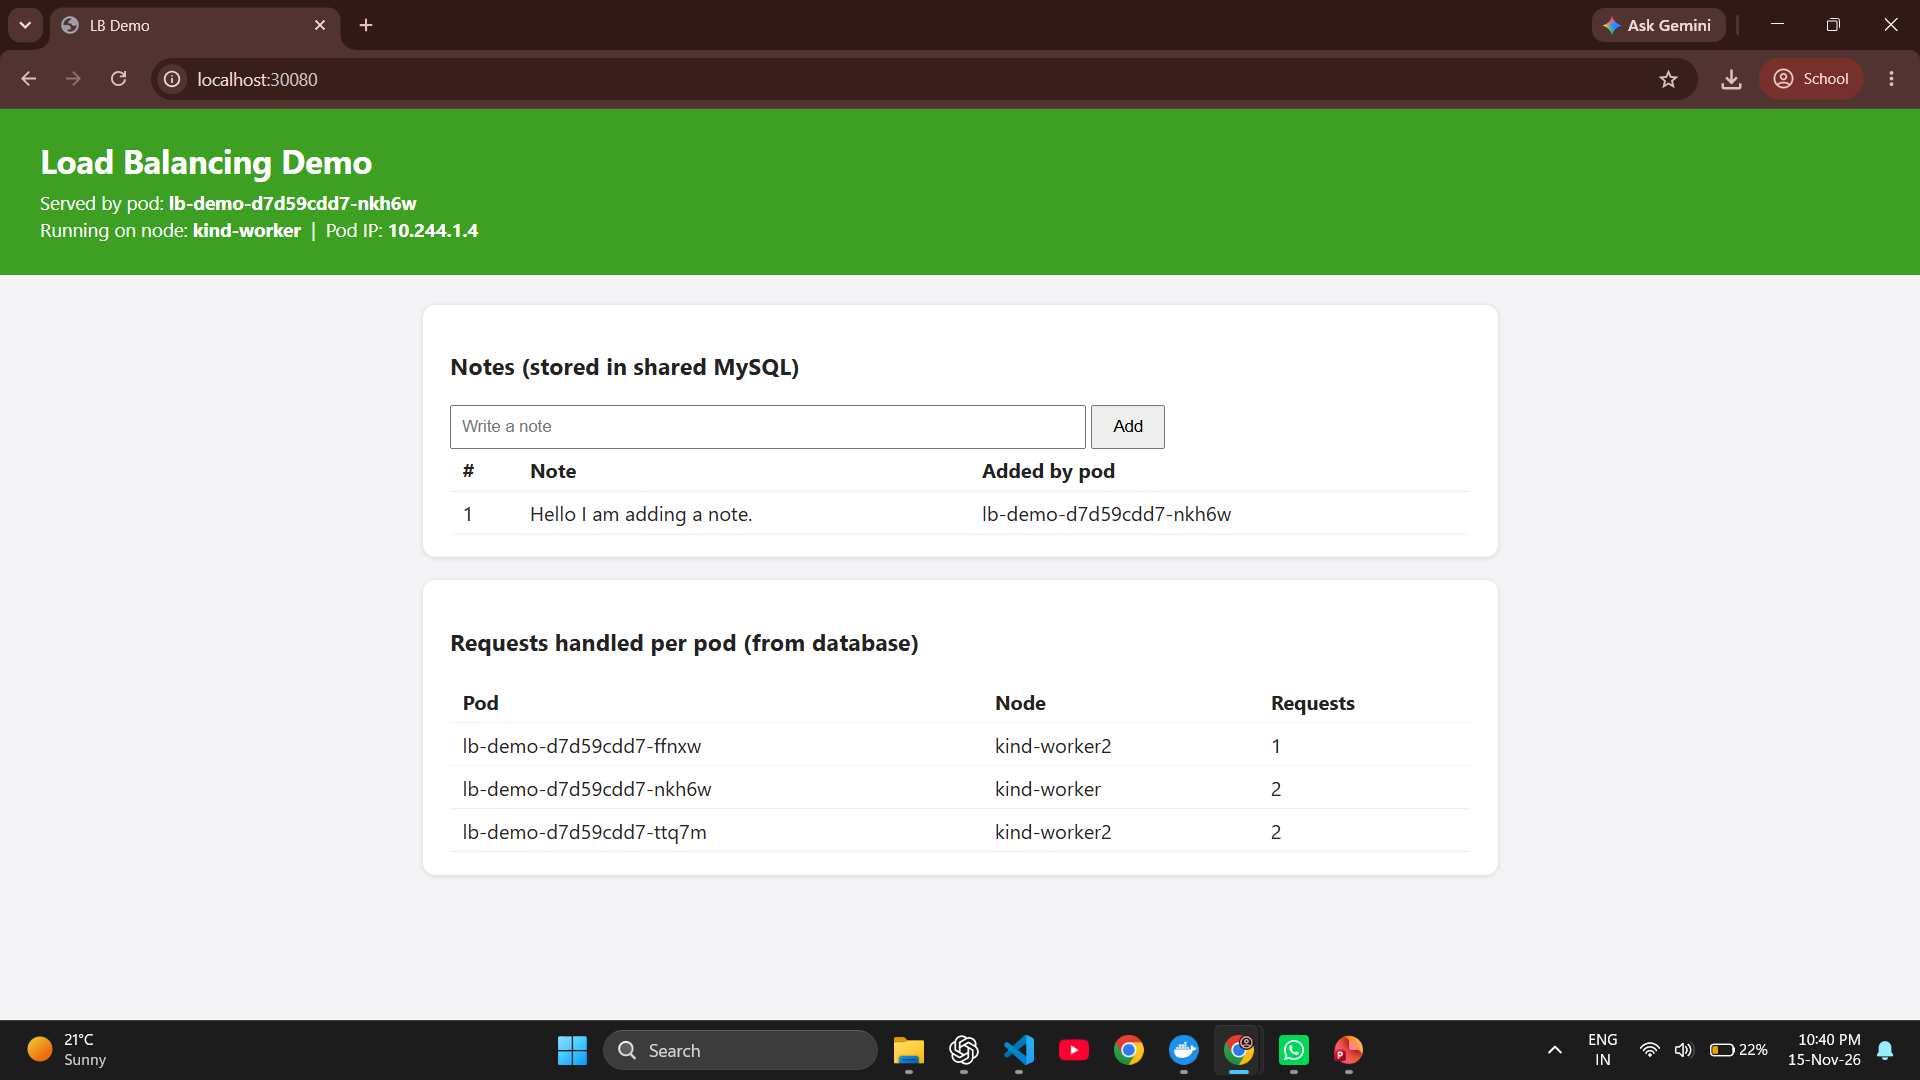 LB Demo
Ask Gemini
localhost:30080
School
Load Balancing Demo
Served by pod: lb-demo-d7d59cdd7-nkh6w
Running on node: kind-worker | Pod IP: 10.244.1.4
Notes (stored in shared MySQL)
Write a note
Add
# Note Added by pod
1 Hello I am adding a note. lb-demo-d7d59cdd7-nkh6w
Requests handled per pod (from database)
Pod Node Requests
lb-demo-d7d59cdd7-ffnxw kind-worker2 1
lb-demo-d7d59cdd7-nkh6w kind-worker 2
lb-demo-d7d59cdd7-ttq7m kind-worker2 2
21°C
Sunny
Search
P
ENG
IN
22%
10:40 PM
15-Nov-26